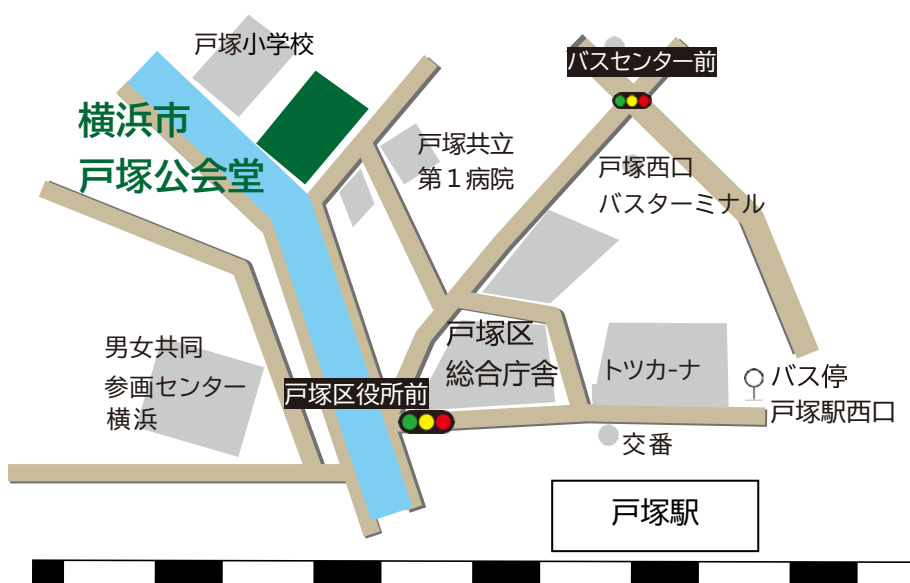 戸塚小学校
バスセンター前
横浜市
戸塚公会堂
戸塚共立
第１病院
戸塚西口
バスターミナル
戸塚区
総合庁舎
男女共同
参画センター
横浜
戸塚区役所前
トツカーナ
バス停
戸塚駅西口
交番
戸塚駅